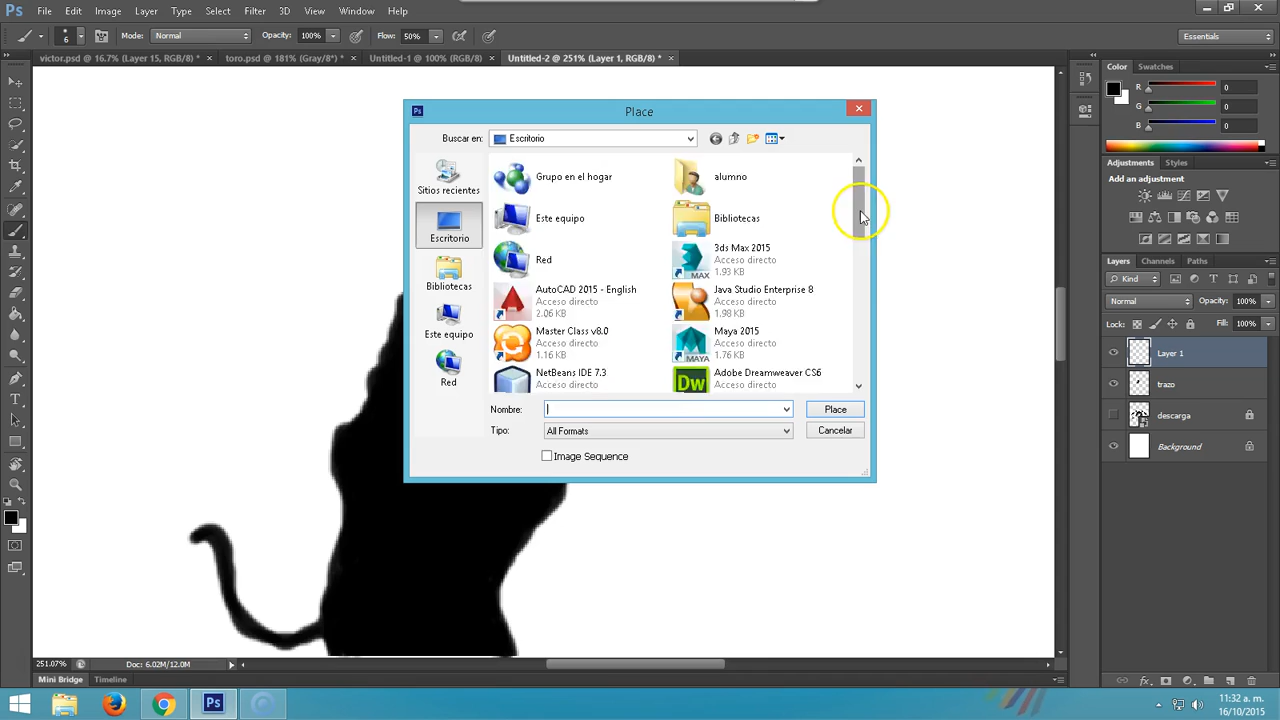 File Edit Image Layer Type Select Filter 3D View Window Help
6 Mode: Normal Opacity: 100% Flow: 50% Essentials
victor.psd @ 16.7% (Layer 15, RGB/8) * toro.psd @ 181% (Gray/8*) * Untitled-1 @ 100% (RGB/8) Untitled-2 @ 251% (Layer 1, RGB/8) *
Ps Place
Buscar en: Escritorio
Sitios recientes
Escritorio
Bibliotecas
Este equipo
Red
Grupo en el hogar
alumno
Este equipo
Bibliotecas
Red
3ds Max 2015
Acceso directo
1.93 KB
MAX
AutoCAD 2015 - English
Acceso directo
2.06 KB
Java Studio Enterprise 8
Acceso directo
1.98 KB
Master Class v8.0
Acceso directo
1.16 KB
Maya 2015
Acceso directo
1.76 KB
MAYA
NetBeans IDE 7.3
Acceso directo
Adobe Dreamweaver CS6
Acceso directo
Dw
Nombre: Place
Tipo: All Formats Cancelar
Image Sequence
Color Swatches
R 0
G 0
B 0
Adjustments Styles
Add an adjustment
Layers Channels Paths
Kind
Normal Opacity: 100%
Lock: Fill: 100%
Layer 1
trazo
descarga
Background
251.07% Doc: 6.02M/12.0M
Mini Bridge Timeline
Ps
11:32 a. m.
16/10/2015